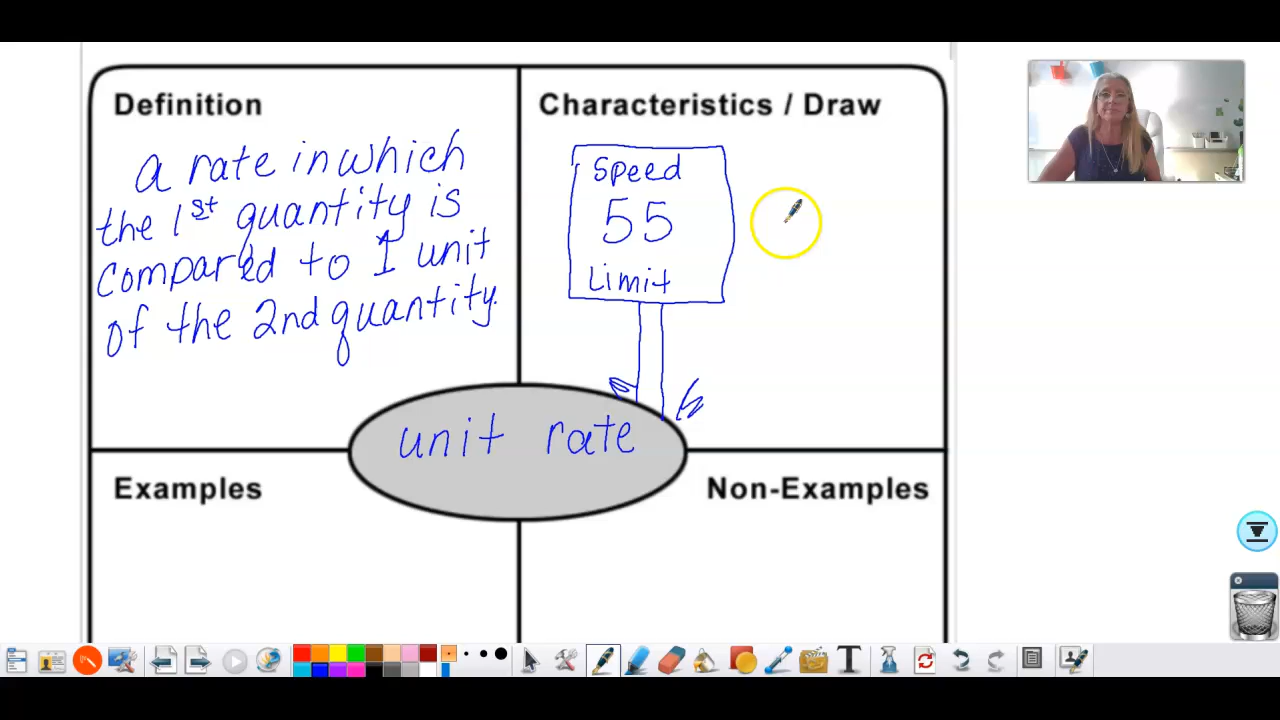 Definition
a rate in which
the 1st quantity is
compared to 1 unit
of the 2nd quantity.
Characteristics / Draw
Speed
55
Limit
unit rate
Examples
Non-Examples